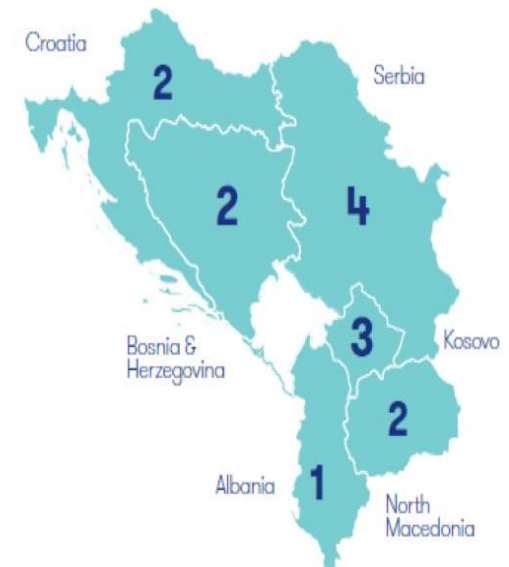 Croatia
2
Serbia
2
4
Bosnia &
Herzegovina
3
Kosovo
2
Albania
1
North
Macedonia